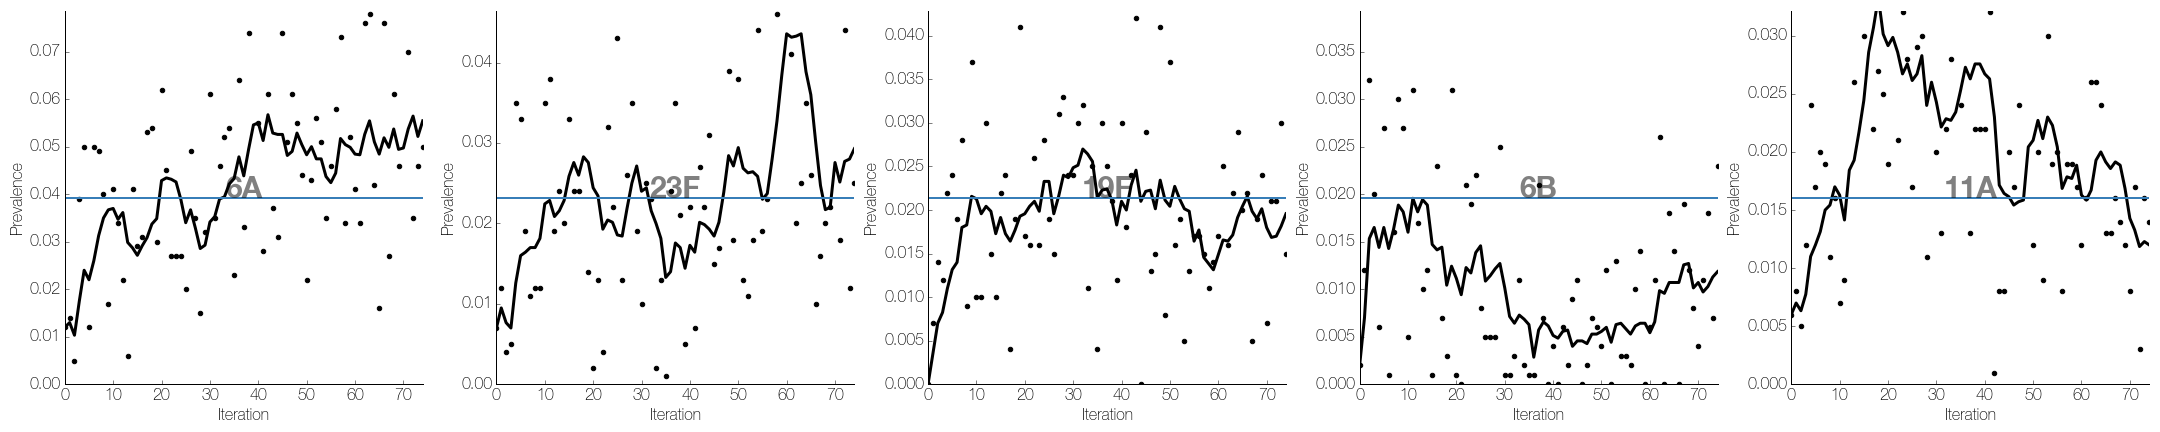 Prevalence
0.07
0.06
0.05
0.04
0.03
0.02
0.01
0.00
6A
0 10 20 30 40 50 60 70
Iteration
Prevalence
0.04
0.03
0.02
0.01
0.00
23F
0 10 20 30 40 50 60 70
Iteration
Prevalence
0.040
0.035
0.030
0.025
0.020
0.015
0.010
0.005
0.000
19F
0 10 20 30 40 50 60 70
Iteration
Prevalence
0.035
0.030
0.025
0.020
0.015
0.010
0.005
0.000
6B
0 10 20 30 40 50 60 70
Iteration
Prevalence
0.030
0.025
0.020
0.015
0.010
0.005
0.000
11A
0 10 20 30 40 50 60 70
Iteration